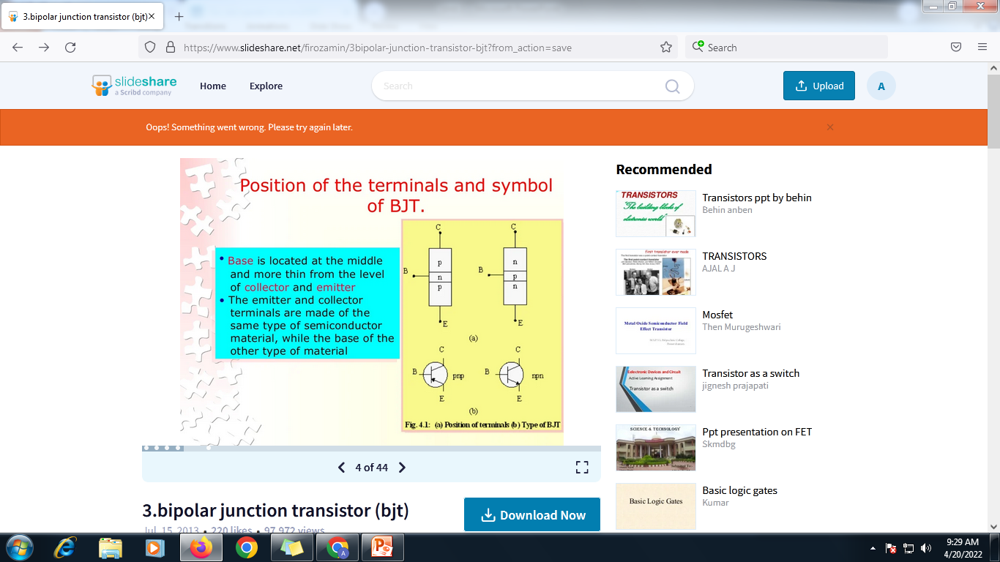 3.bipolar junction transistor (bjt)
https://www.slideshare.net/firozamin/3bipolar-junction-transistor-bjt?from_action=save
Search
slideshare
a Scribd company
Home
Explore
Search
Upload
A
Oops! Something went wrong. Please try again later.
Position of the terminals and symbol
of BJT.
• Base is located at the middle
and more thin from the level
of collector and emitter
• The emitter and collector
terminals are made of the
same type of semiconductor
material, while the base of the
other type of material
C C
p n
B n B p
p n
E E
(a)
C C
B pnp B npn
E E
(b)
Fig. 4.1: (a) Position of terminals (b) Type of BJT
4 of 44
3.bipolar junction transistor (bjt)
Download Now
Jul. 15, 2013 • 220 likes • 97,972 views
Recommended
TRANSISTORS
"The building blocks of
electronics world"
Transistors ppt by behin
Behin anben
First transistor ever made
TRANSISTORS
AJAL A J
Metal Oxide Semiconductor Field
Effect Transistor
Mosfet
Then Murugeshwari
Electronic Devices and Circuit
Active Learning Assignment
Transistor as a switch
Transistor as a switch
jignesh prajapati
SCIENCE & TECHNOLOGY
Ppt presentation on FET
Skmdbg
Basic Logic Gates
Basic logic gates
Kumar
9:29 AM
4/20/2022